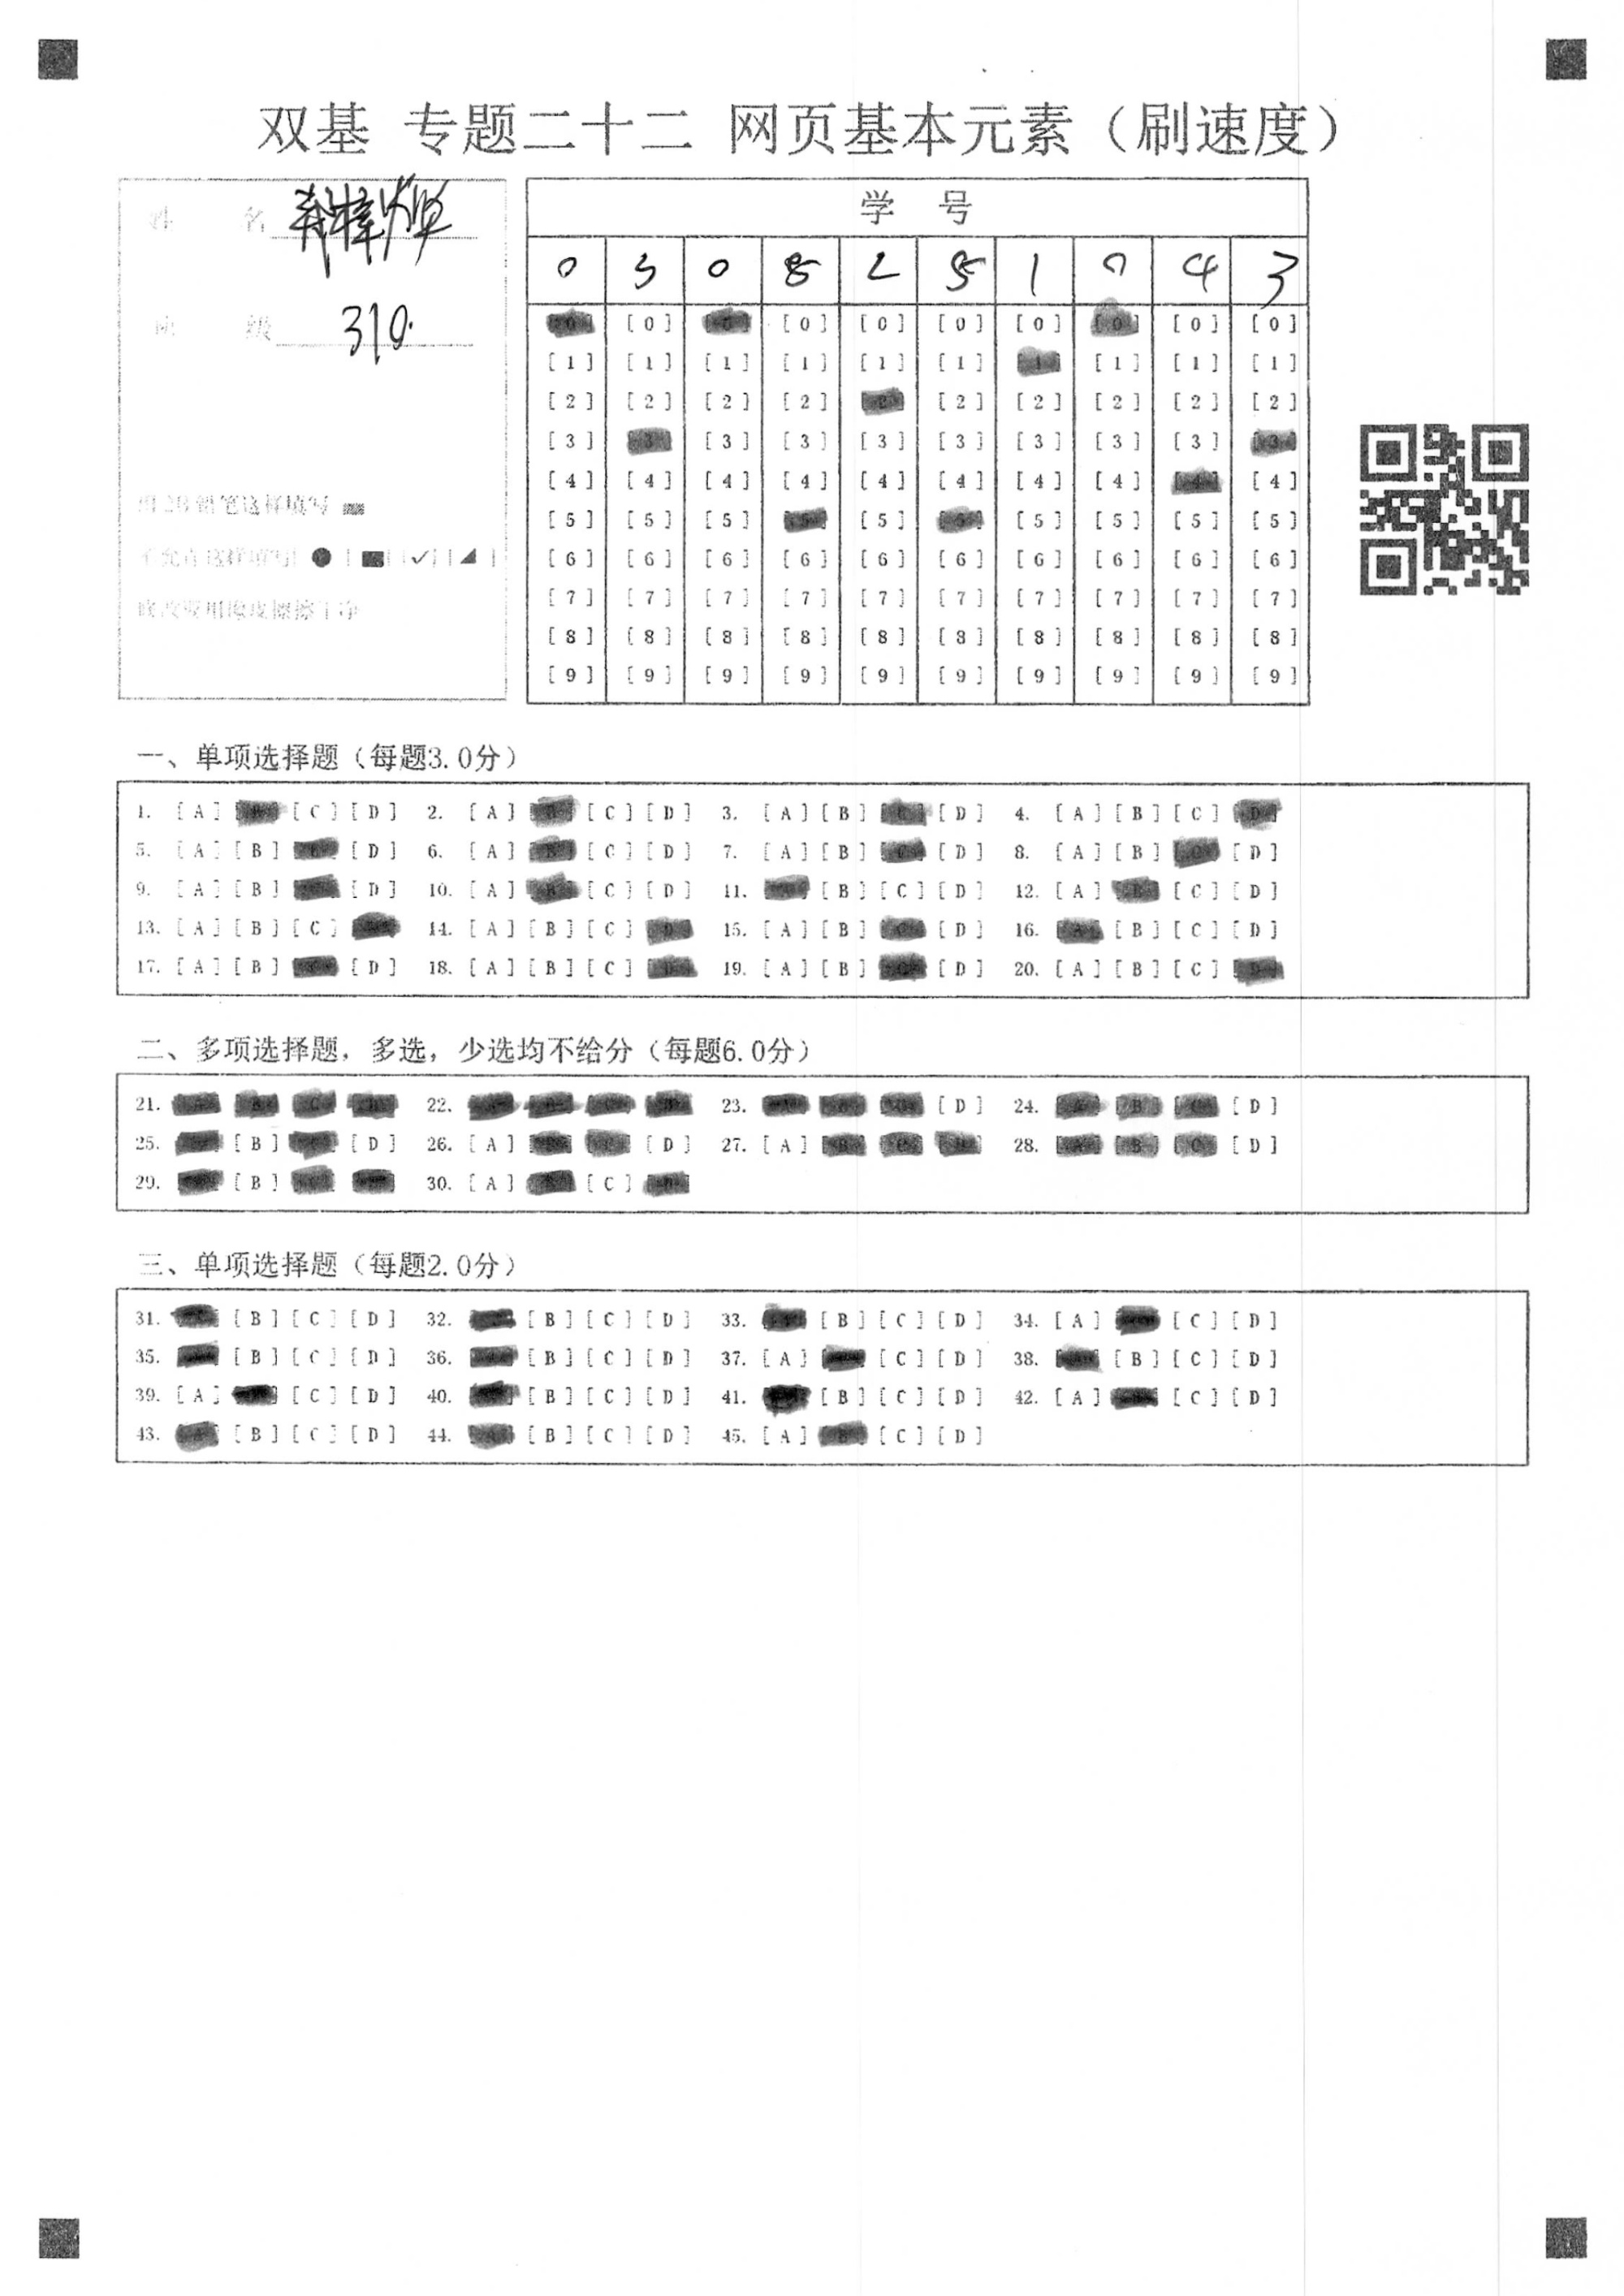 双基 专题二十二 网页基本元素（刷速度）
姓 名
班 级 310.
用2B铅笔这样填写
不允许这样填写
修改要用橡皮擦擦干净
学 号
0 3 0 5 2 5 1 0 4 3
[0] [0] [0] [0] [0] [0] [0] [0] [0] [0]
[1] [1] [1] [1] [1] [1] [1] [1] [1] [1]
[2] [2] [2] [2] [2] [2] [2] [2] [2] [2]
[3] [3] [3] [3] [3] [3] [3] [3] [3] [3]
[4] [4] [4] [4] [4] [4] [4] [4] [4] [4]
[5] [5] [5] [5] [5] [5] [5] [5] [5] [5]
[6] [6] [6] [6] [6] [6] [6] [6] [6] [6]
[7] [7] [7] [7] [7] [7] [7] [7] [7] [7]
[8] [8] [8] [8] [8] [8] [8] [8] [8] [8]
[9] [9] [9] [9] [9] [9] [9] [9] [9] [9]
一、单项选择题（每题3.0分）
1. [A] [B] [C] [D] 2. [A] [B] [C] [D] 3. [A] [B] [C] [D] 4. [A] [B] [C] [D]
5. [A] [B] [C] [D] 6. [A] [B] [C] [D] 7. [A] [B] [C] [D] 8. [A] [B] [C] [D]
9. [A] [B] [C] [D] 10. [A] [B] [C] [D] 11. [A] [B] [C] [D] 12. [A] [B] [C] [D]
13. [A] [B] [C] [D] 14. [A] [B] [C] [D] 15. [A] [B] [C] [D] 16. [A] [B] [C] [D]
17. [A] [B] [C] [D] 18. [A] [B] [C] [D] 19. [A] [B] [C] [D] 20. [A] [B] [C] [D]
二、多项选择题，多选，少选均不给分（每题6.0分）
21. [A] [B] [C] [D] 22. [A] [B] [C] [D] 23. [A] [B] [C] [D] 24. [A] [B] [C] [D]
25. [A] [B] [C] [D] 26. [A] [B] [C] [D] 27. [A] [B] [C] [D] 28. [A] [B] [C] [D]
29. [A] [B] [C] [D] 30. [A] [B] [C] [D]
三、单项选择题（每题2.0分）
31. [A] [B] [C] [D] 32. [A] [B] [C] [D] 33. [A] [B] [C] [D] 34. [A] [B] [C] [D]
35. [A] [B] [C] [D] 36. [A] [B] [C] [D] 37. [A] [B] [C] [D] 38. [A] [B] [C] [D]
39. [A] [B] [C] [D] 40. [A] [B] [C] [D] 41. [A] [B] [C] [D] 42. [A] [B] [C] [D]
43. [A] [B] [C] [D] 44. [A] [B] [C] [D] 45. [A] [B] [C] [D]